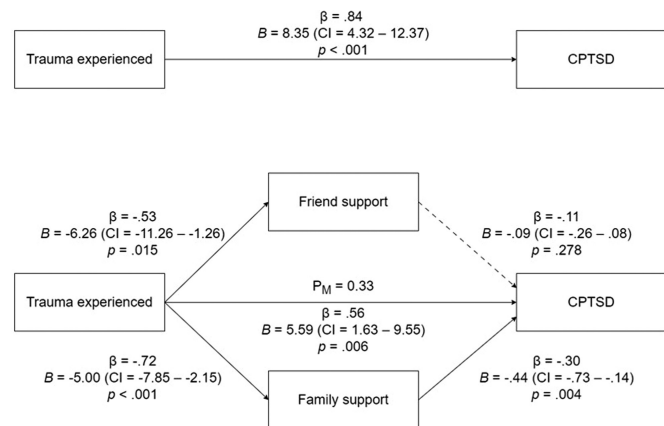 β = .84
B = 8.35 (CI = 4.32 – 12.37)
p < .001
Trauma experienced
CPTSD
Friend support
β = -.53
B = -6.26 (CI = -11.26 – -1.26)
p = .015
β = -.11
B = -.09 (CI = -.26 – .08)
p = .278
Trauma experienced
P_M = 0.33
β = .56
B = 5.59 (CI = 1.63 – 9.55)
p = .006
CPTSD
β = -.72
B = -5.00 (CI = -7.85 – -2.15)
p < .001
Family support
β = -.30
B = -.44 (CI = -.73 – -.14)
p = .004